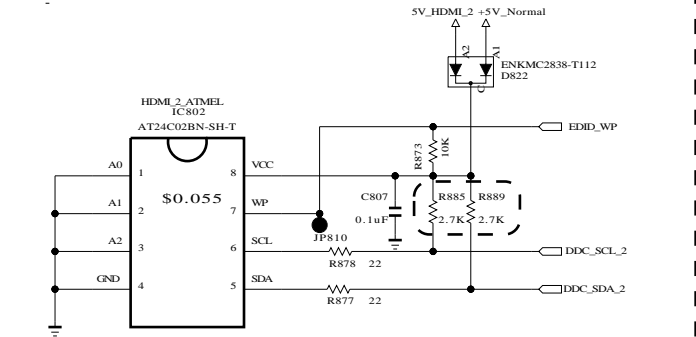 5V_HDMI_2 +5V_Normal
A2
A1
ENKMC2838-T112
D822
C
HDMI_2_ATMEL
IC802
AT24C02BN-SH-T
EDID_WP
R873
10K
A0
1
8
VCC
$0.055
C807
0.1uF
R885
R889
2.7K
2.7K
A1
2
7
WP
JP810
A2
3
6
SCL
R878 22
DDC_SCL_2
GND
4
5
SDA
R877 22
DDC_SDA_2